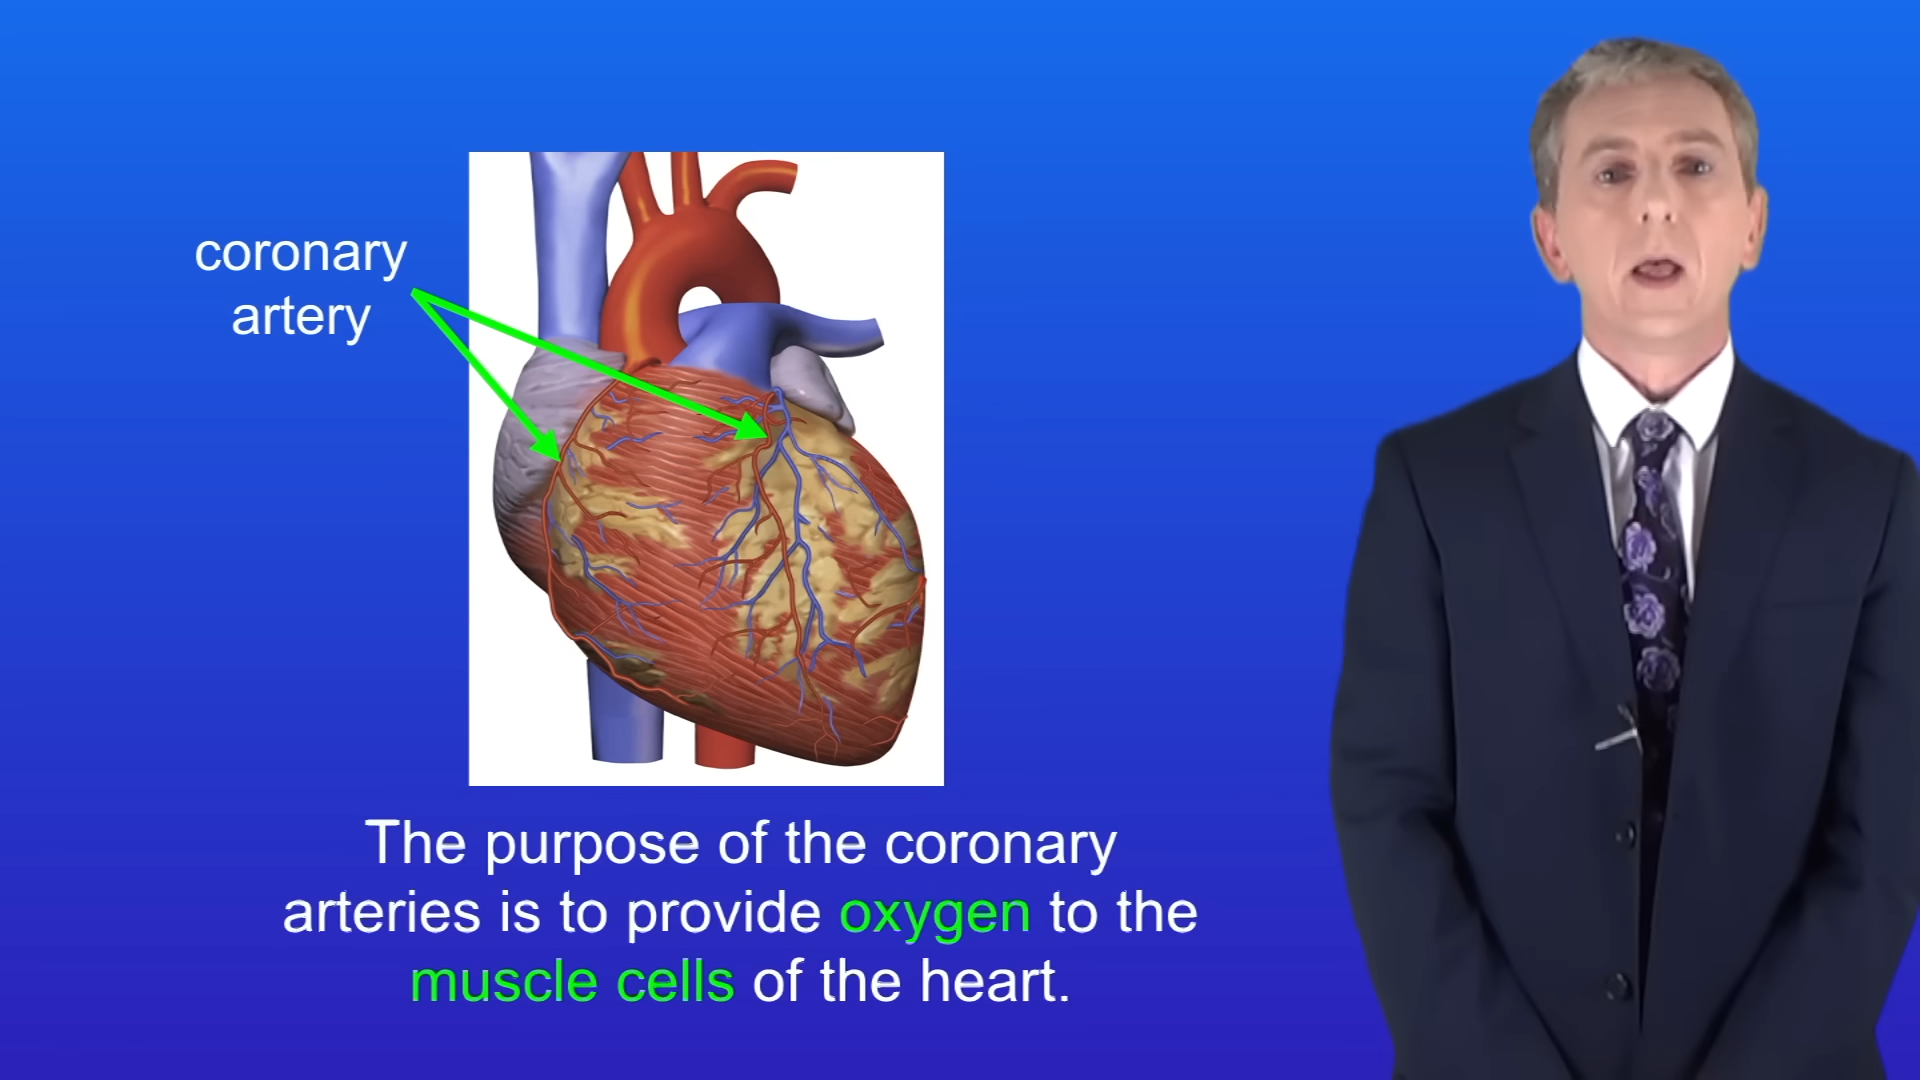 coronary
artery
The purpose of the coronary
arteries is to provide oxygen to the
muscle cells of the heart.